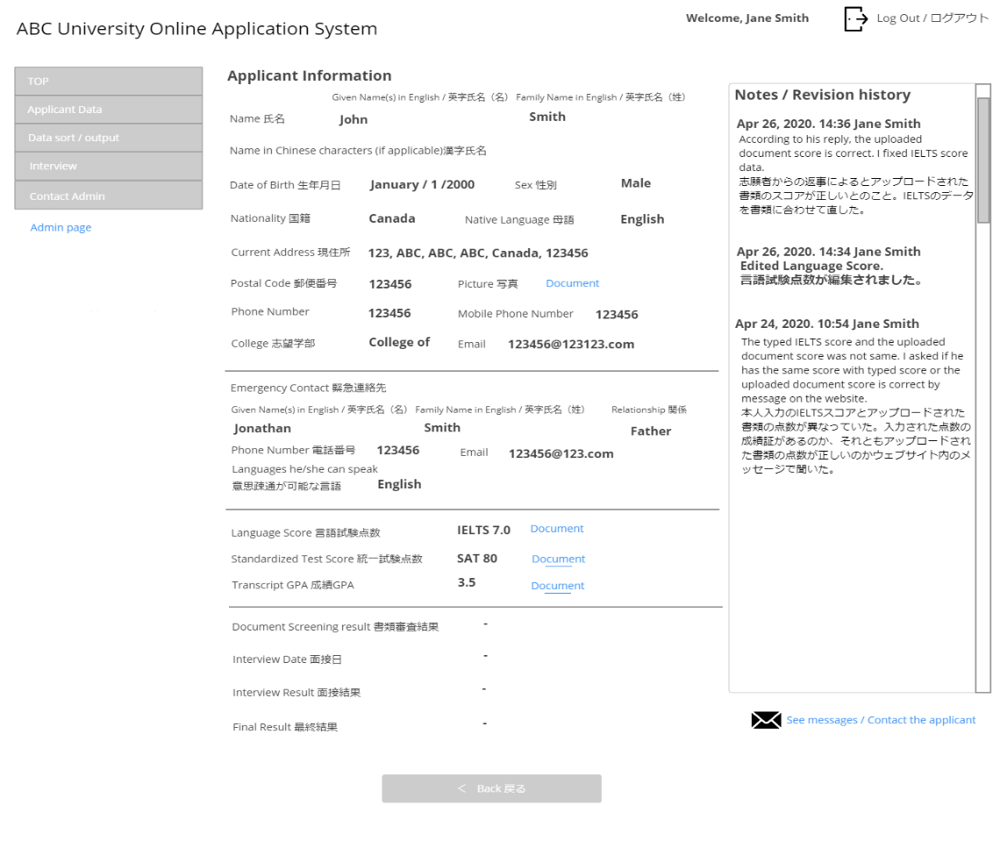 ABC University Online Application System
Welcome, Jane Smith
Log Out / ログアウト
TOP
Applicant Data
Data sort / output
Interview
Contact Admin
Admin page
Applicant Information
Given Name(s) in English / 英字氏名（名） Family Name in English / 英字氏名（姓）
Name 氏名 John Smith
Name in Chinese characters (if applicable)漢字氏名
Date of Birth 生年月日 January / 1 /2000 Sex 性別 Male
Nationality 国籍 Canada Native Language 母語 English
Current Address 現住所 123, ABC, ABC, ABC, Canada, 123456
Postal Code 郵便番号 123456 Picture 写真 Document
Phone Number 123456 Mobile Phone Number 123456
College 志望学部 College of Email 123456@123123.com
Emergency Contact 緊急連絡先
Given Name(s) in English / 英字氏名（名） Family Name in English / 英字氏名（姓） Relationship 関係
Jonathan Smith Father
Phone Number 電話番号 123456 Email 123456@123.com
Languages he/she can speak
意思疎通が可能な言語 English
Language Score 言語試験点数 IELTS 7.0 Document
Standardized Test Score 統一試験点数 SAT 80 Document
Transcript GPA 成績GPA 3.5 Document
Document Screening result 書類審査結果 -
Interview Date 面接日 -
Interview Result 面接結果 -
Final Result 最終結果 -
Notes / Revision history
Apr 26, 2020. 14:36 Jane Smith
According to his reply, the uploaded
document score is correct. I fixed IELTS score
data.
志願者からの返事によるとアップロードされた
書類のスコアが正しいとのこと。IELTSのデータ
を書類に合わせて直した。
Apr 26, 2020. 14:34 Jane Smith
Edited Language Score.
言語試験点数が編集されました。
Apr 24, 2020. 10:54 Jane Smith
The typed IELTS score and the uploaded
document score was not same. I asked if he
has the same score with typed score or the
uploaded document score is correct by
message on the website.
本人入力のIELTSスコアとアップロードされた
書類の点数が異なっていた。入力された点数の
成績証があるのか、それともアップロードされ
た書類の点数が正しいのかウェブサイト内のメ
ッセージで聞いた。
See messages / Contact the applicant
＜ Back 戻る